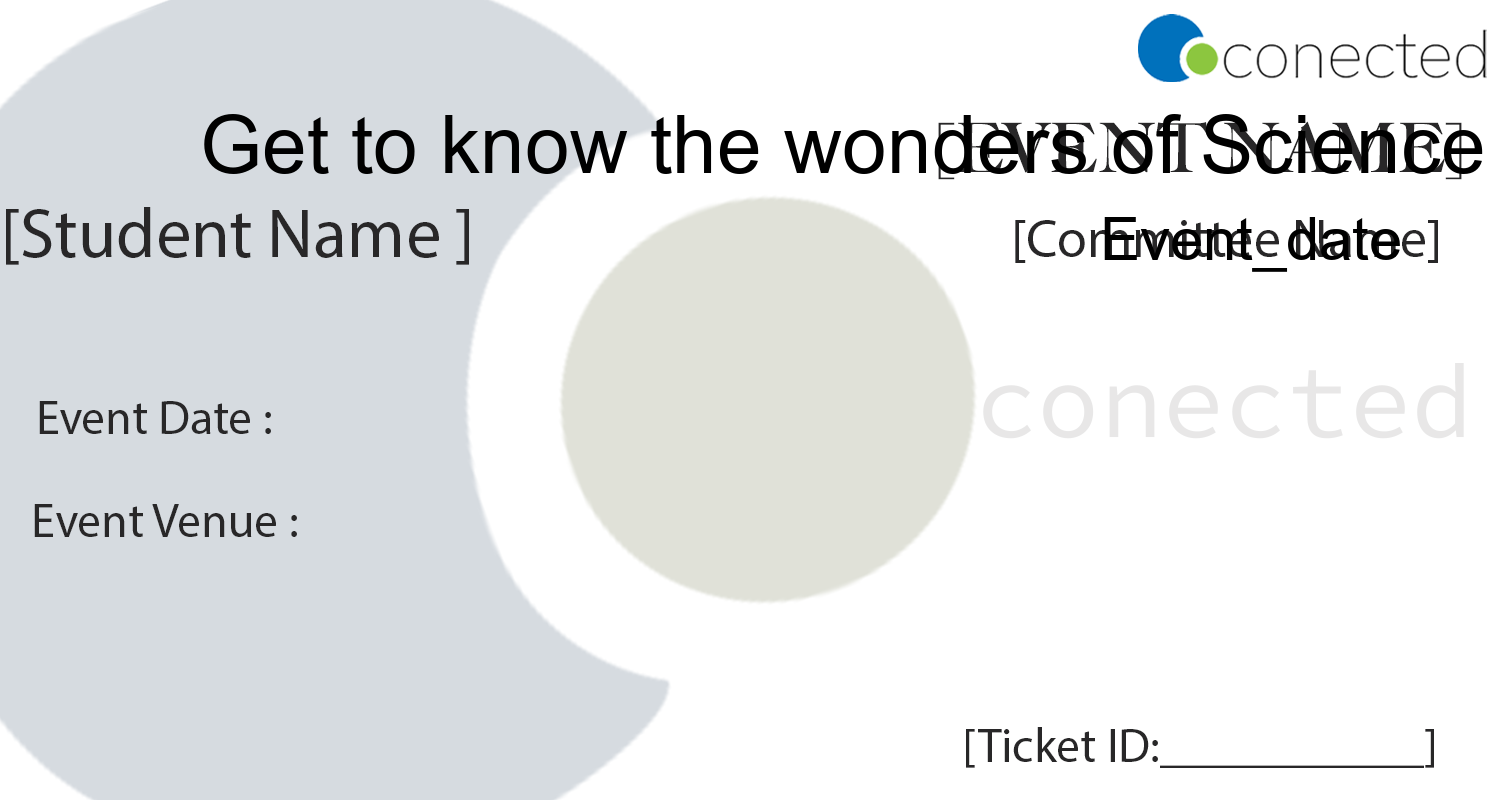 conected
Get to know the wonders of Science
[EVENT NAME]
[Student Name ]
[Committee Name]
Event_date
conected
Event Date :
Event Venue :
[Ticket ID:____________]